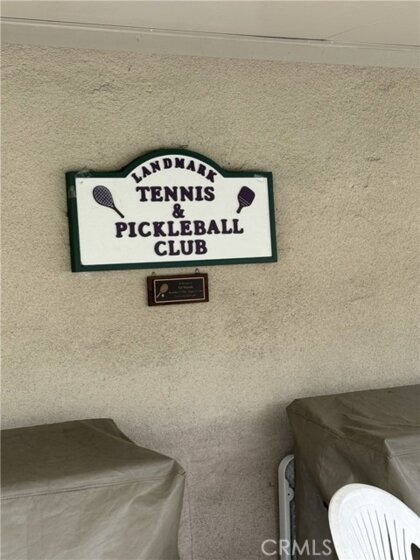 LANDMARK
TENNIS
&
PICKLEBALL
CLUB
CRMLS